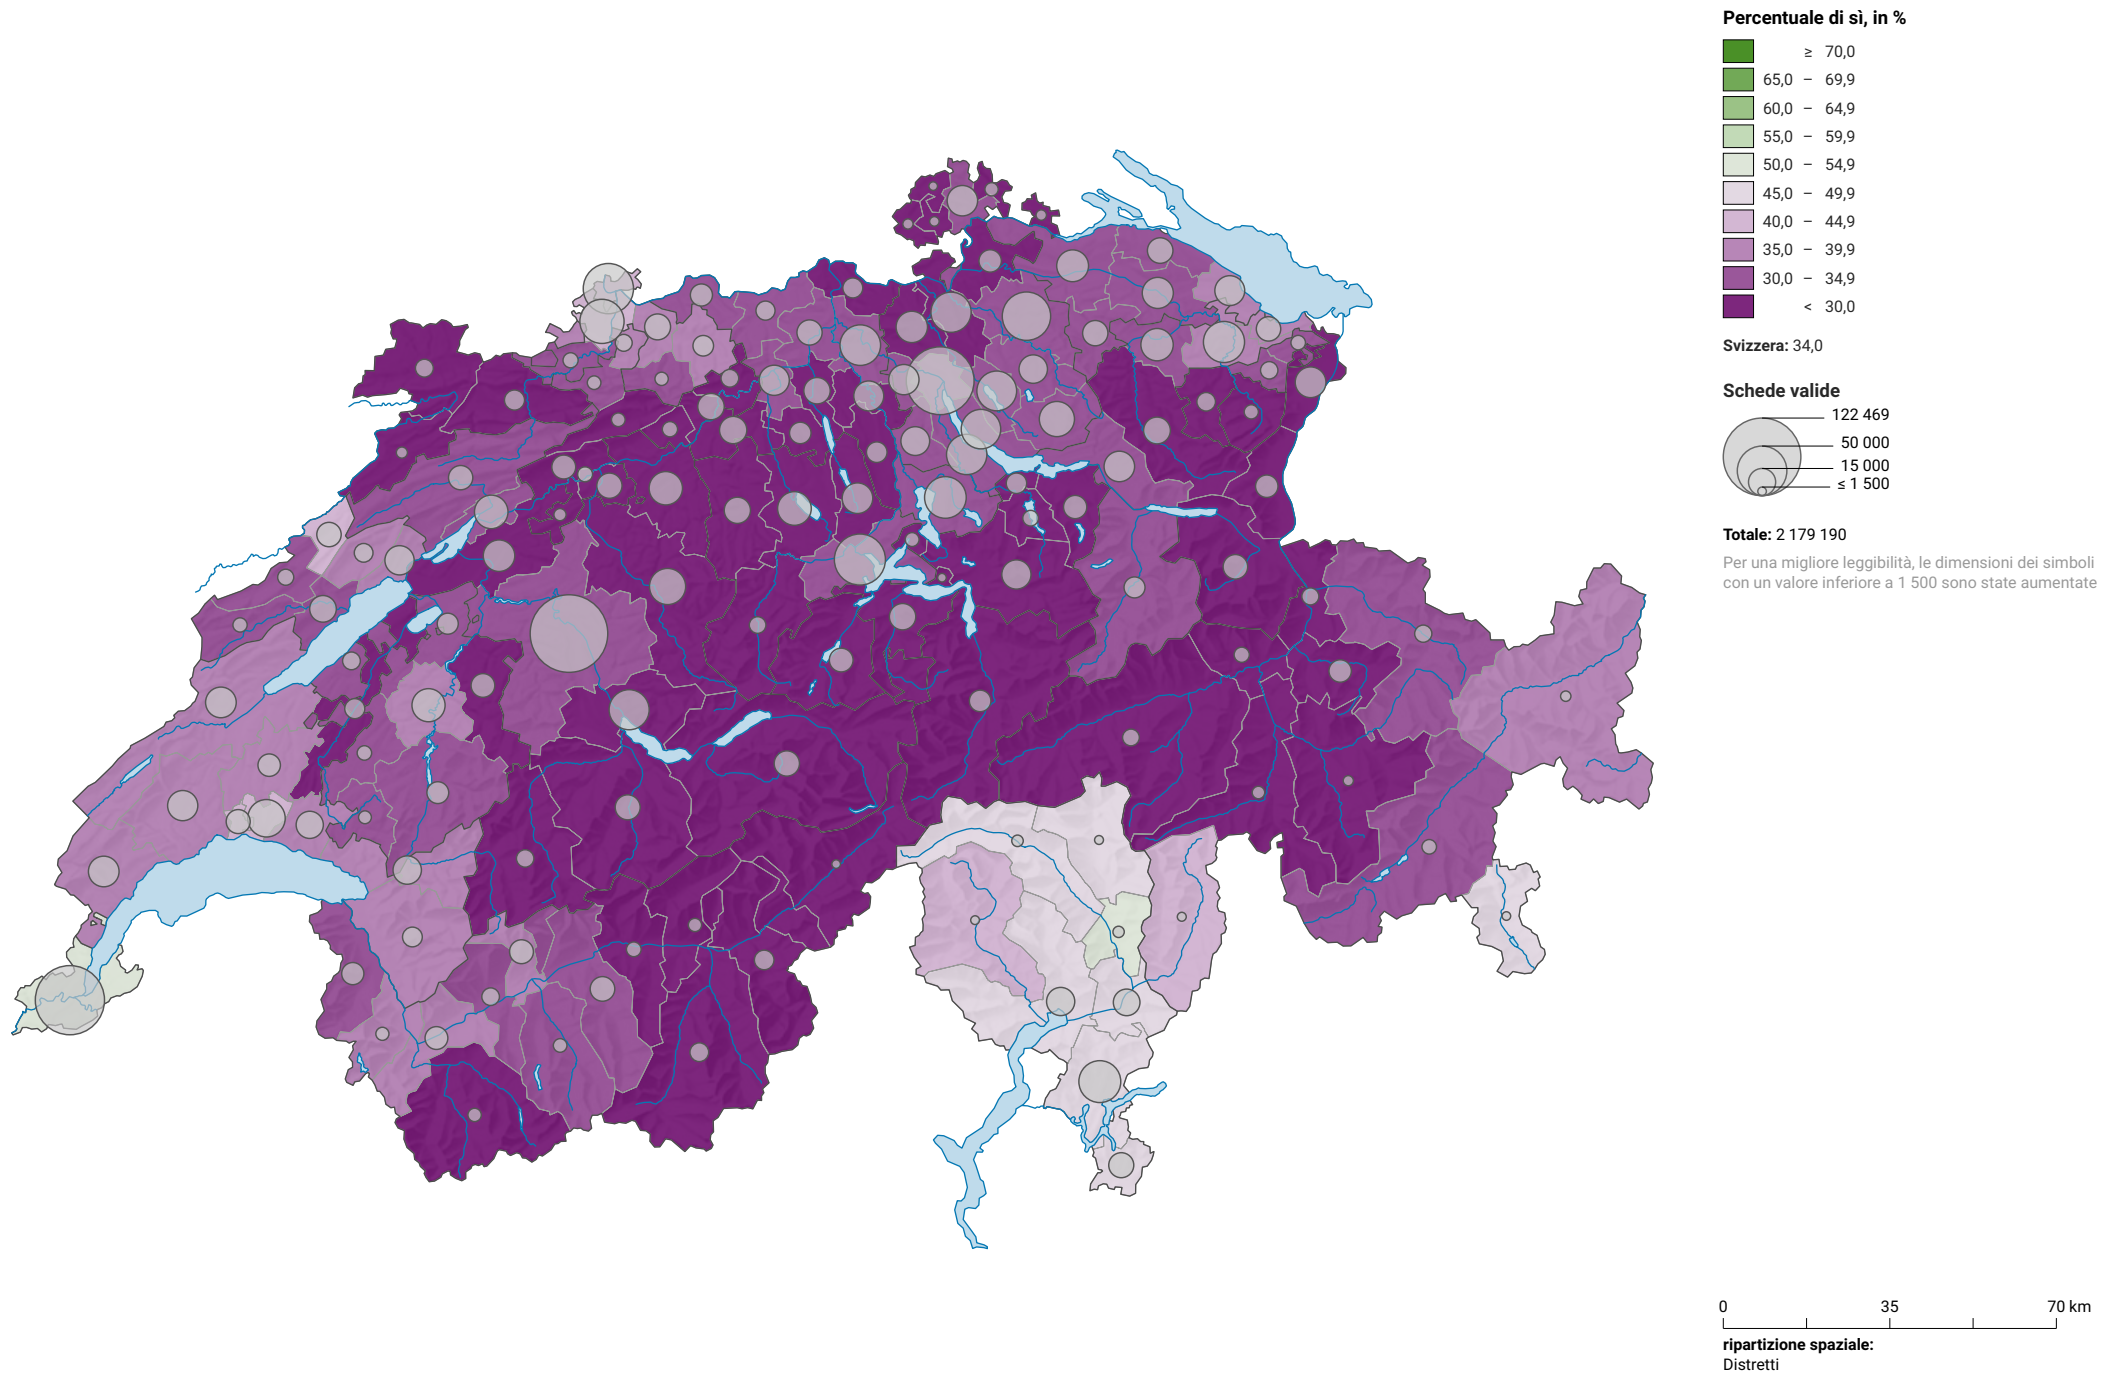 Percentuale di sì, in %
≥ 70,0
65,0 – 69,9
60,0 – 64,9
55,0 – 59,9
50,0 – 54,9
45,0 – 49,9
40,0 – 44,9
35,0 – 39,9
30,0 – 34,9
< 30,0
Svizzera: 34,0
Schede valide
122 469
50 000
15 000
≤ 1 500
Totale: 2 179 190
Per una migliore leggibilità, le dimensioni dei simboli
con un valore inferiore a 1 500 sono state aumentate
0 35 70 km
ripartizione spaziale:
Distretti